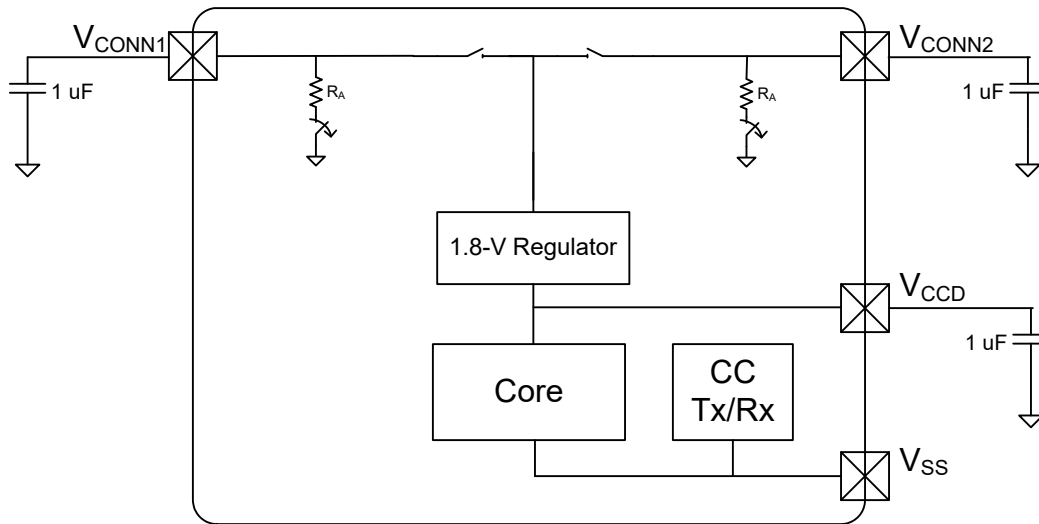 VCONN1
VCONN2
1 uF
RA
RA
1 uF
1.8-V Regulator
VCCD
1 uF
Core
CC
Tx/Rx
VSS